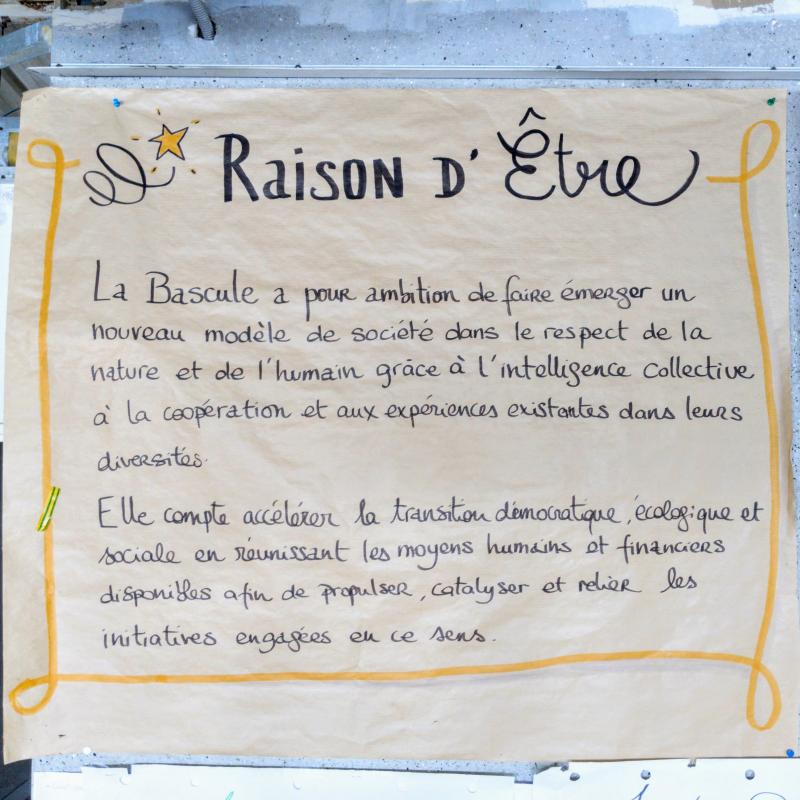 Raison d'Être
La Bascule a pour ambition de faire émerger un
nouveau modèle de société dans le respect de la
nature et de l'humain grâce à l'intelligence collective
à la coopération et aux expériences existantes dans leurs
diversités.
Elle compte accélérer la transition démocratique, écologique et
sociale en réunissant les moyens humains et financiers
disponibles afin de propulser, catalyser et relier les
initiatives engagées en ce sens.